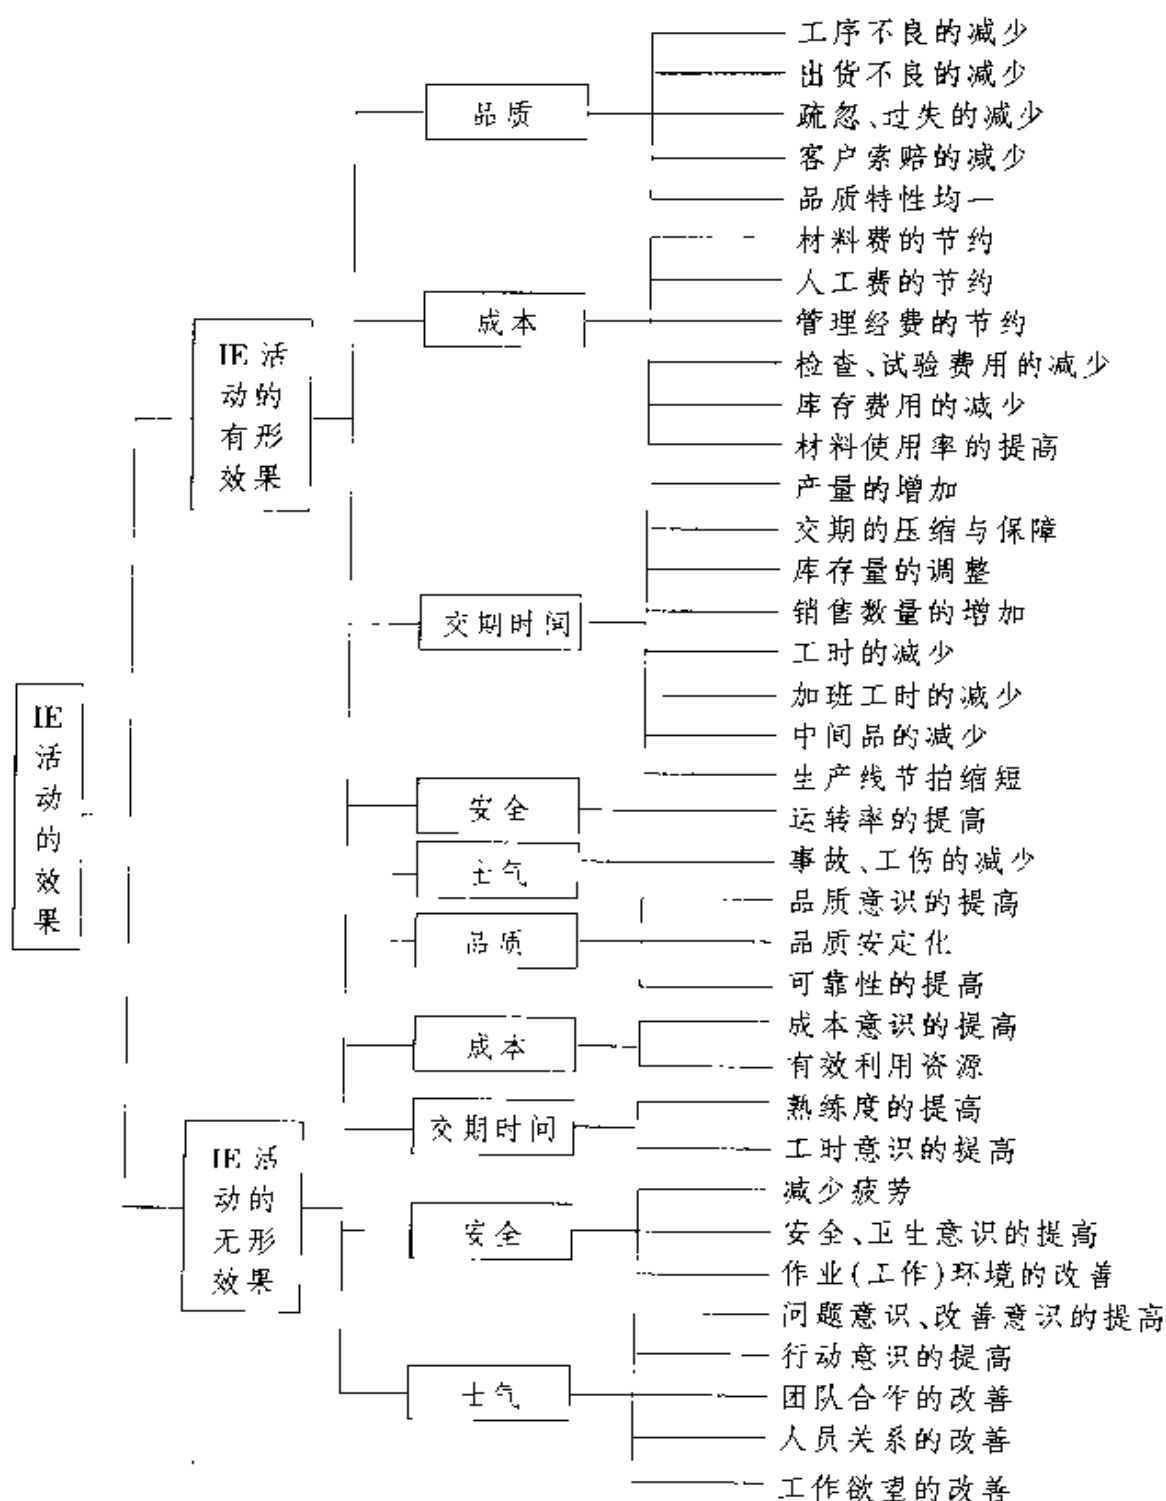 IE
活
动
的
效
果
IE 活
动的
有形
效果
品质
工序不良的减少
出货不良的减少
疏忽、过失的减少
客户索赔的减少
品质特性均一
成本
材料费的节约
人工费的节约
管理经费的节约
检查、试验费用的减少
库存费用的减少
材料使用率的提高
交期时间
产量的增加
交期的压缩与保障
库存量的调整
销售数量的增加
工时的减少
加班工时的减少
中间品的减少
生产线节拍缩短
安全
运转率的提高
士气
事故、工伤的减少
IE 活
动的
无形
效果
品质
品质意识的提高
品质安定化
可靠性的提高
成本
成本意识的提高
有效利用资源
交期时间
熟练度的提高
工时意识的提高
安全
减少疲劳
安全、卫生意识的提高
作业(工作)环境的改善
士气
问题意识、改善意识的提高
行动意识的提高
团队合作的改善
人员关系的改善
工作欲望的改善